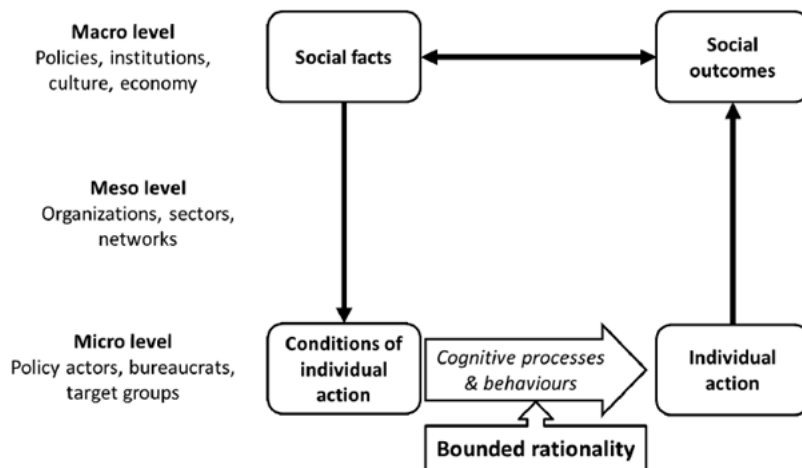 Macro level
Policies, institutions,
culture, economy
Social facts
Social
outcomes
Meso level
Organizations, sectors,
networks
Micro level
Policy actors, bureaucrats,
target groups
Conditions of
individual
action
Cognitive processes
& behaviours
Individual
action
Bounded rationality